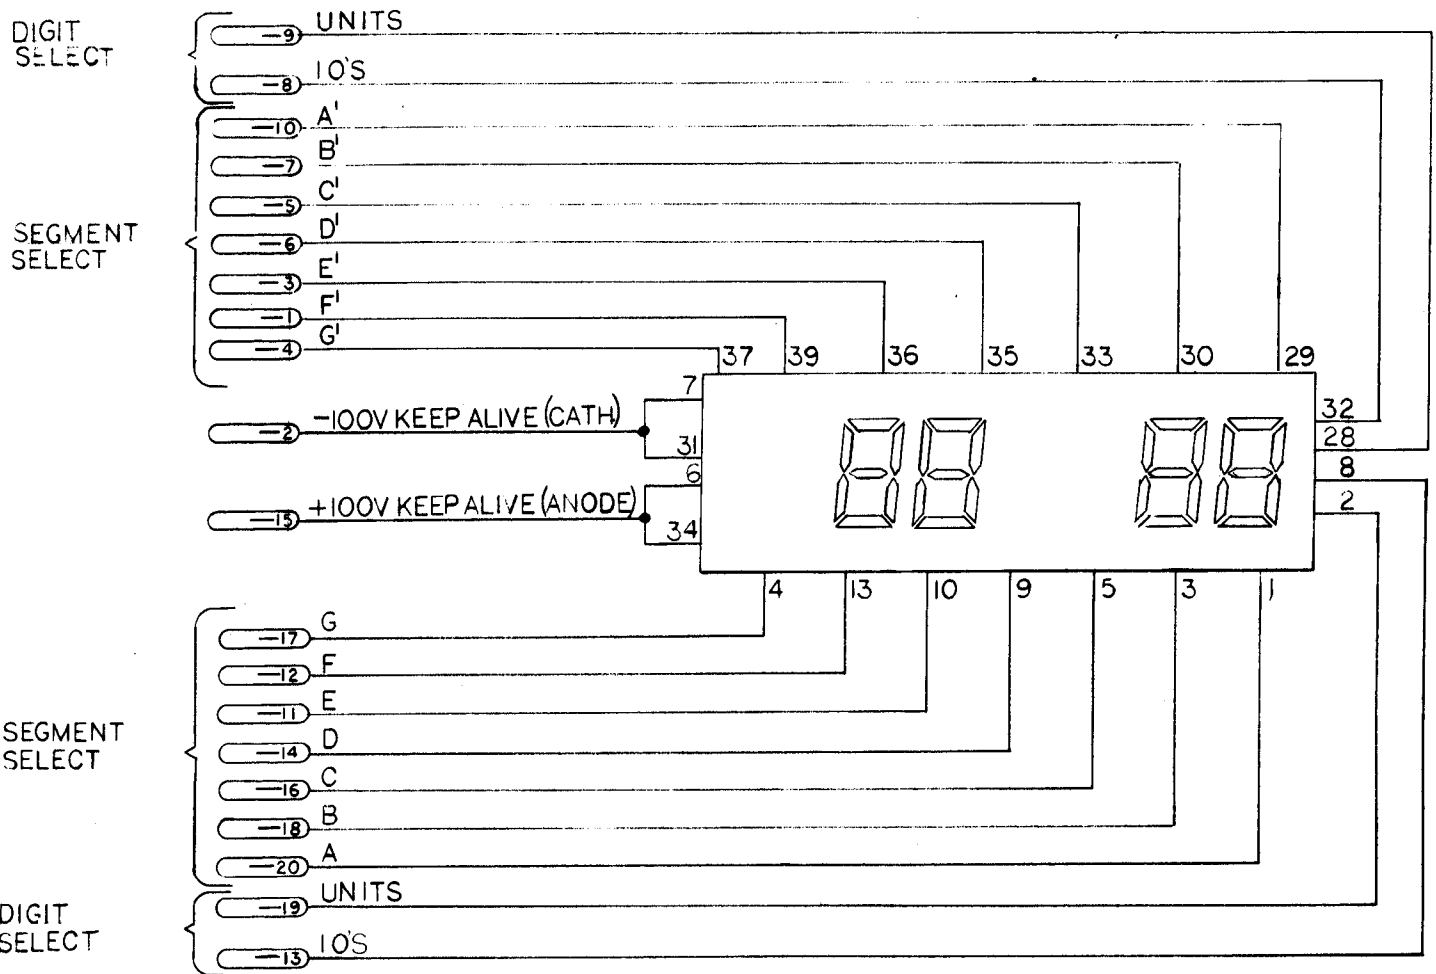 DIGIT
SELECT
-9 UNITS
-8 10'S
SEGMENT
SELECT
-10 A'
-7 B'
-5 C'
-6 D'
-3 E'
-1 F'
-4 G'
37 39 36 35 33 30 29
-2 -100V KEEP ALIVE (CATH)
7
31
-15 +100V KEEP ALIVE (ANODE)
6
34
88 88
32
28
8
2
4 13 10 9 5 3 1
SEGMENT
SELECT
-17 G
-12 F
-11 E
-14 D
-16 C
-18 B
-20 A
DIGIT
SELECT
-19 UNITS
-13 10'S